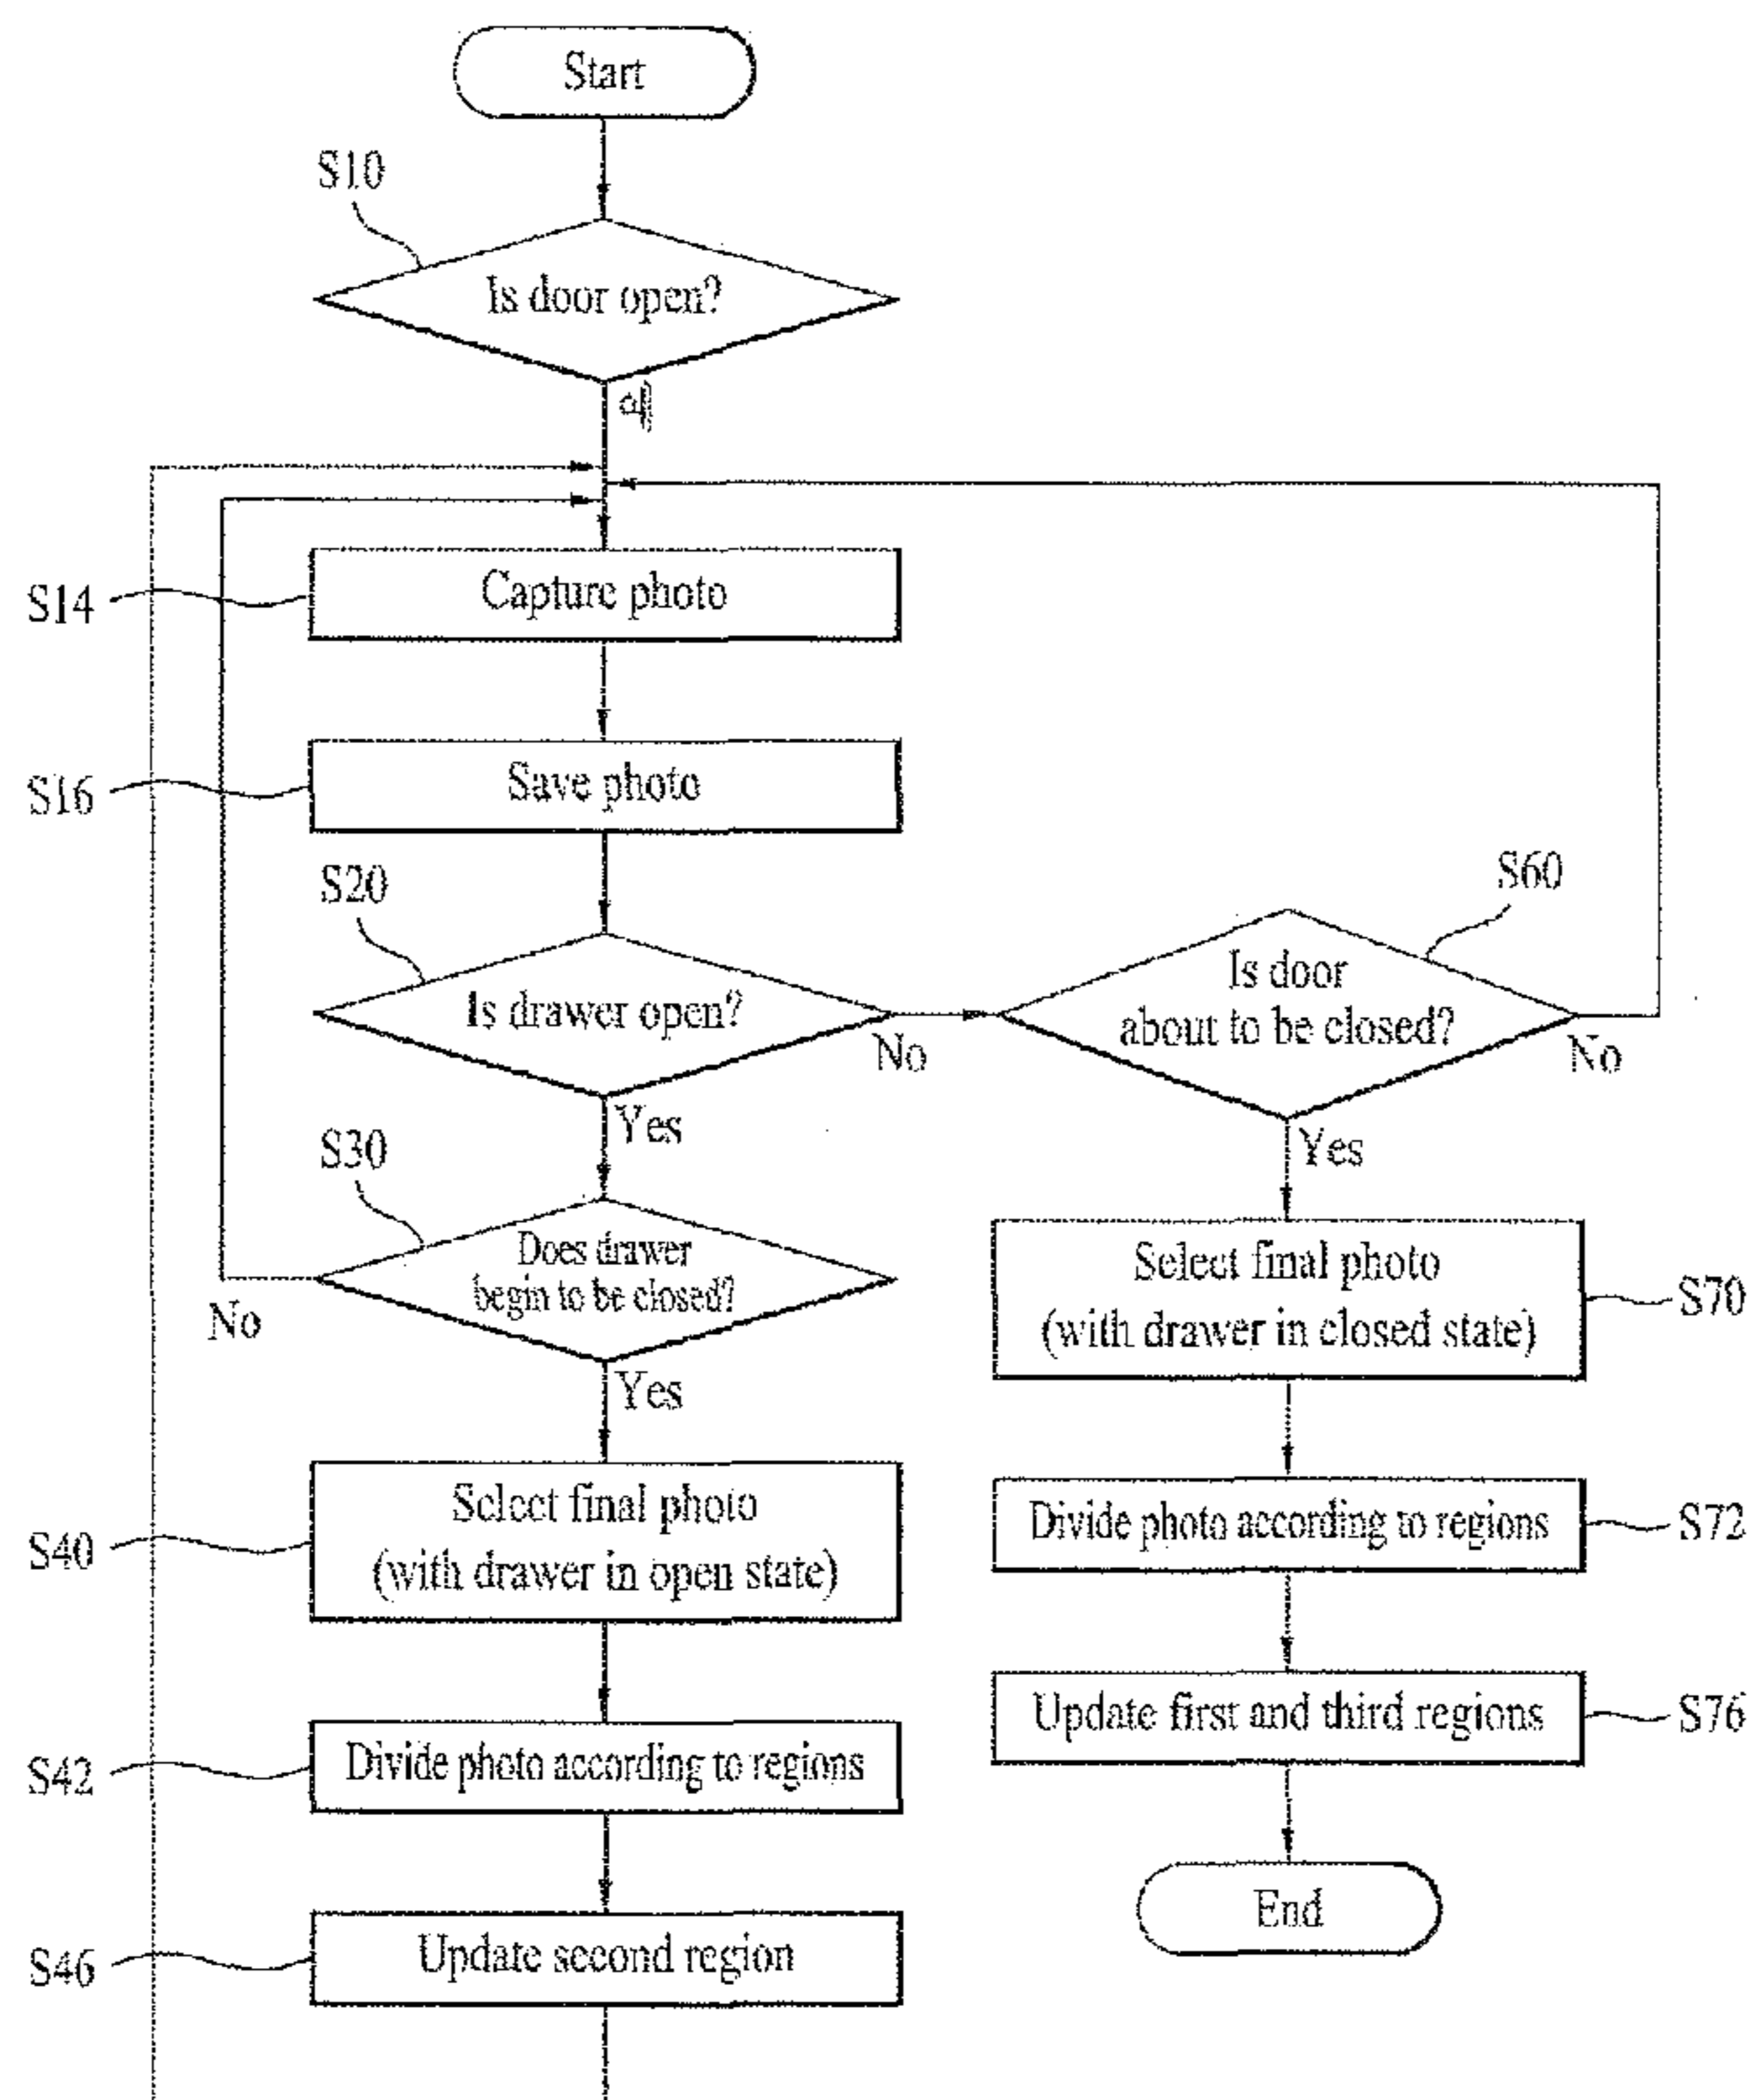 Start
S10
Is door open?
예
S14
Capture photo
S16
Save photo
S20
Is drawer open?
No
Yes
S60
Is door
about to be closed?
No
Yes
S30
Does drawer
begin to be closed?
No
Yes
S40
Select final photo
(with drawer in open state)
S42
Divide photo according to regions
S46
Update second region
Select final photo
(with drawer in closed state)
S70
Divide photo according to regions
S72
Update first and third regions
S76
End